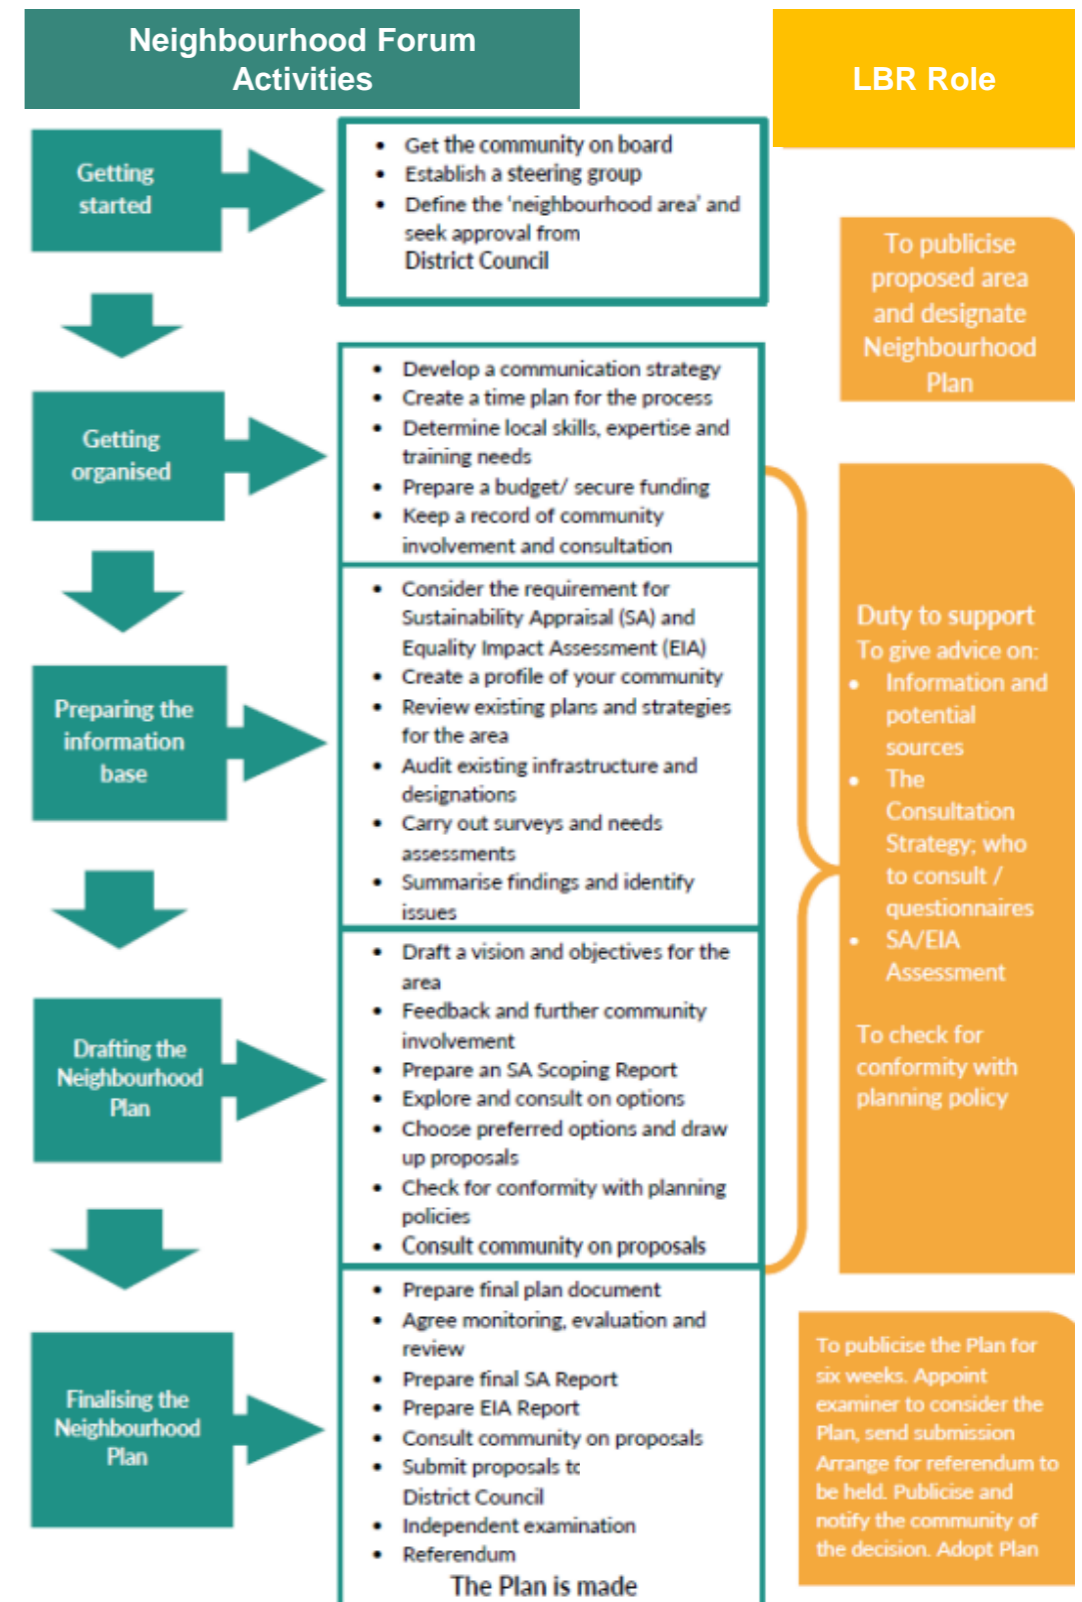 Neighbourhood Forum
Activities
LBR Role
Getting
started
• Get the community on board
• Establish a steering group
• Define the ‘neighbourhood area’ and
seek approval from
District Council
To publicise
proposed area
and designate
Neighbourhood
Plan
Getting
organised
• Develop a communication strategy
• Create a time plan for the process
• Determine local skills, expertise and
training needs
• Prepare a budget/ secure funding
• Keep a record of community
involvement and consultation
Preparing the
information
base
• Consider the requirement for
Sustainability Appraisal (SA) and
Equality Impact Assessment (EIA)
• Create a profile of your community
• Review existing plans and strategies
for the area
• Audit existing infrastructure and
designations
• Carry out surveys and needs
assessments
• Summarise findings and identify
issues
Drafting the
Neighbourhood
Plan
• Draft a vision and objectives for the
area
• Feedback and further community
involvement
• Prepare an SA Scoping Report
• Explore and consult on options
• Choose preferred options and draw
up proposals
• Check for conformity with planning
policies
• Consult community on proposals
Duty to support
To give advice on:
• Information and
potential
sources
• The
Consultation
Strategy; who
to consult /
questionnaires
• SA/EIA
Assessment
To check for
conformity with
planning policy
Finalising the
Neighbourhood
Plan
• Prepare final plan document
• Agree monitoring, evaluation and
review
• Prepare final SA Report
• Prepare EIA Report
• Consult community on proposals
• Submit proposals to
District Council
• Independent examination
• Referendum
The Plan is made
To publicise the Plan for
six weeks. Appoint
examiner to consider the
Plan, send submission
Arrange for referendum to
be held. Publicise and
notify the community of
the decision. Adopt Plan